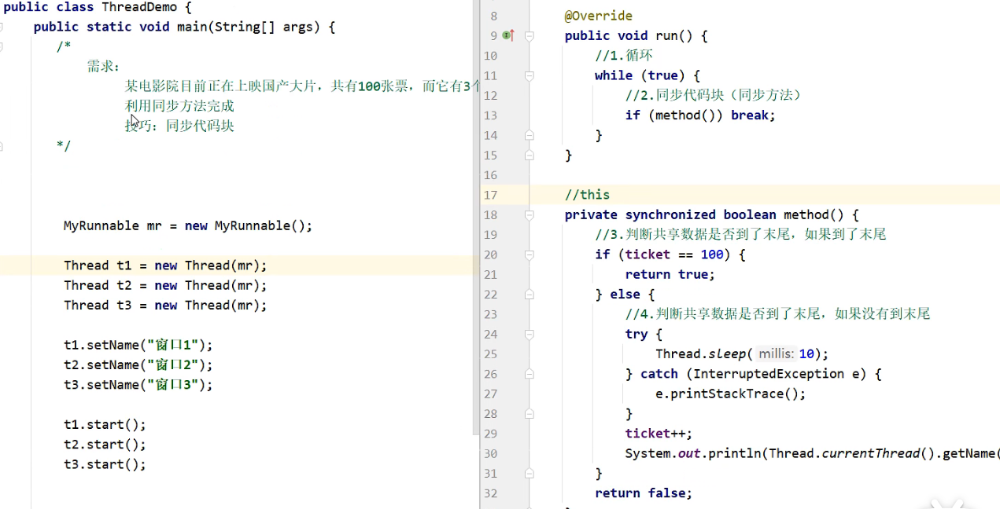 public class ThreadDemo {
public static void main(String[] args) {
/*
需求:
某电影院目前正在上映国产大片，共有100张票，而它有3个
利用同步方法完成
技巧: 同步代码块
*/
MyRunnable mr = new MyRunnable();
Thread t1 = new Thread(mr);
Thread t2 = new Thread(mr);
Thread t3 = new Thread(mr);
t1.setName("窗口1");
t2.setName("窗口2");
t3.setName("窗口3");
t1.start();
t2.start();
t3.start();
8 @Override
9 public void run() {
10 //1.循环
11 while (true) {
12 //2.同步代码块（同步方法）
13 if (method()) break;
14 }
15 }
16
17 //this
18 private synchronized boolean method() {
19 //3.判断共享数据是否到了末尾，如果到了末尾
20 if (ticket == 100) {
21 return true;
22 } else {
23 //4.判断共享数据是否到了末尾，如果没有到末尾
24 try {
25 Thread.sleep( millis: 10);
26 } catch (InterruptedException e) {
27 e.printStackTrace();
28 }
29 ticket++;
30 System.out.println(Thread.currentThread().getName(
31 }
32 return false;